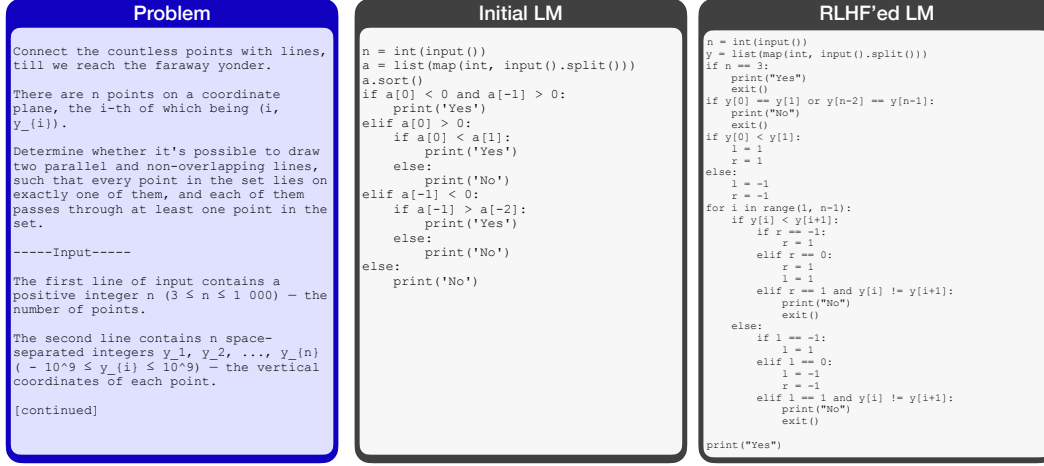 Problem
Connect the countless points with lines,
till we reach the faraway yonder.
There are n points on a coordinate
plane, the i-th of which being (i,
y_{i}).
Determine whether it's possible to draw
two parallel and non-overlapping lines,
such that every point in the set lies on
exactly one of them, and each of them
passes through at least one point in the
set.
-----Input-----
The first line of input contains a
positive integer n (3 ≤ n ≤ 1 000) — the
number of points.
The second line contains n space-
separated integers y_1, y_2, ..., y_{n}
( - 10^9 ≤ y_{i} ≤ 10^9) — the vertical
coordinates of each point.
[continued]
Initial LM
n = int(input())
a = list(map(int, input().split()))
a.sort()
if a[0] < 0 and a[-1] > 0:
    print('Yes')
elif a[0] > 0:
    if a[0] < a[1]:
        print('Yes')
    else:
        print('No')
elif a[-1] < 0:
    if a[-1] > a[-2]:
        print('Yes')
    else:
        print('No')
else:
    print('No')
RLHF'ed LM
n = int(input())
y = list(map(int, input().split()))
if n == 3:
    print("Yes")
    exit()
if y[0] == y[1] or y[n-2] == y[n-1]:
    print("No")
    exit()
if y[0] < y[1]:
    l = 1
    r = 1
else:
    l = -1
    r = -1
for i in range(1, n-1):
    if y[i] < y[i+1]:
        if r == -1:
            r = 1
        elif r == 0:
            r = 1
            l = 1
        elif r == 1 and y[i] != y[i+1]:
            print("No")
            exit()
    else:
        if l == -1:
            l = 1
        elif l == 0:
            l = -1
            r = -1
        elif l == 1 and y[i] != y[i+1]:
            print("No")
            exit()
print("Yes")